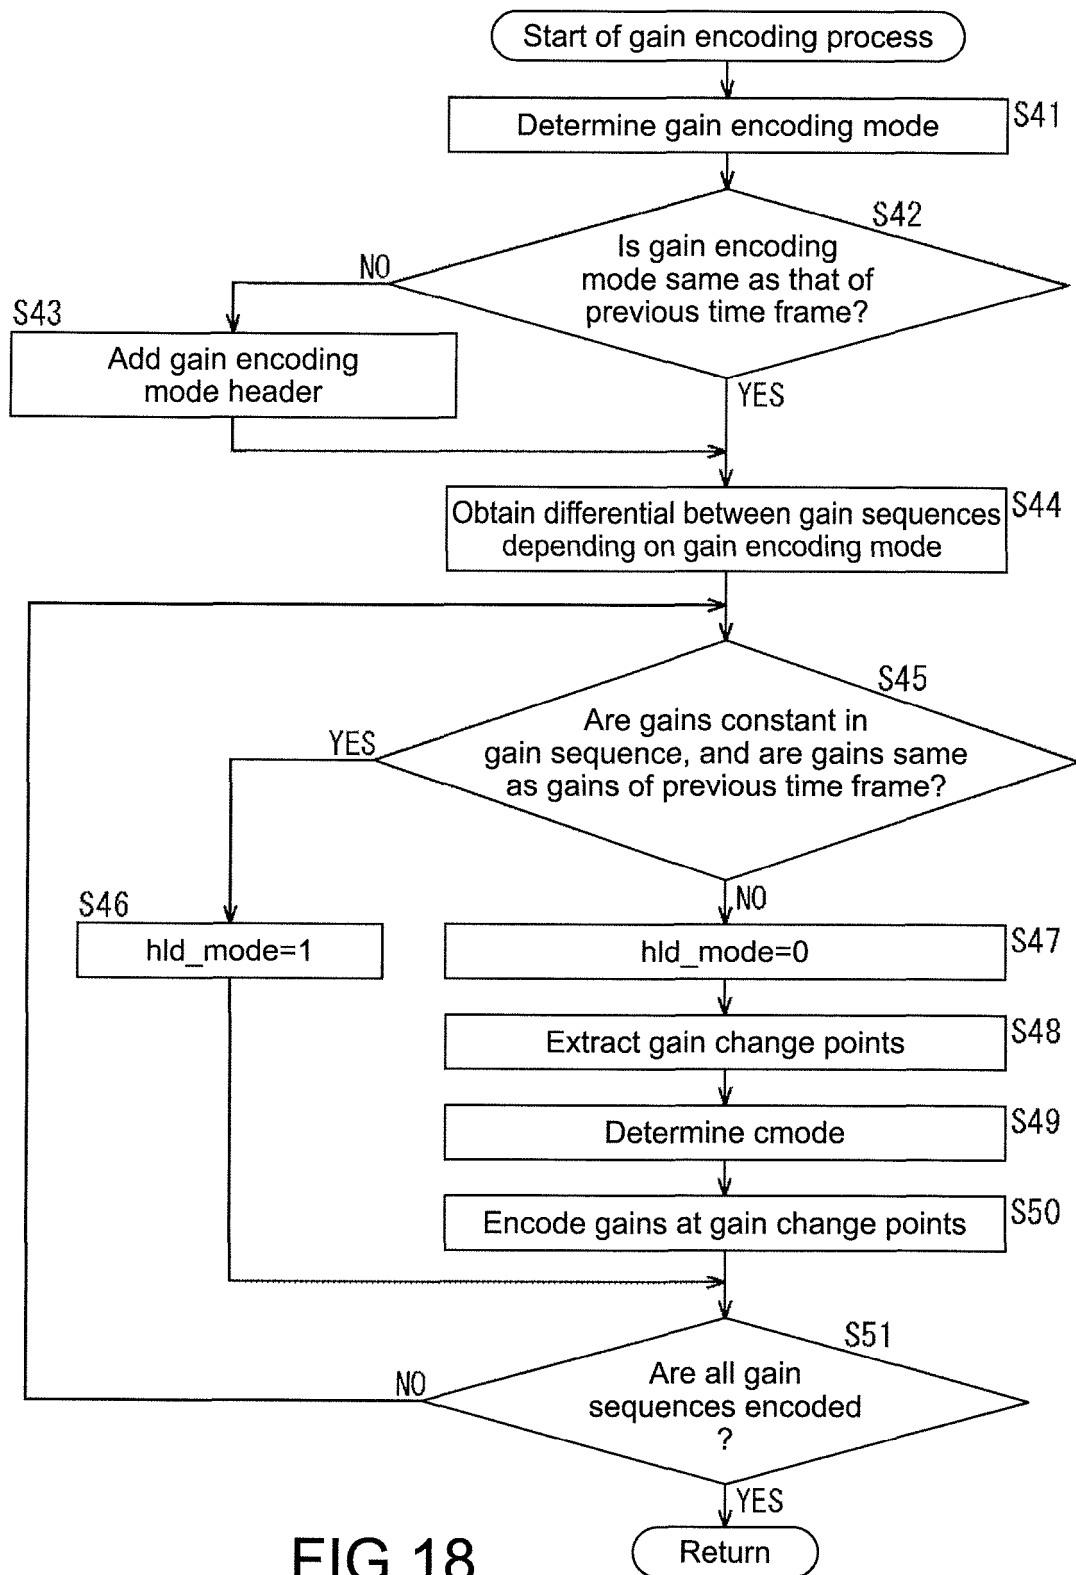 Start of gain encoding process
Determine gain encoding mode
S41
S42
Is gain encoding
mode same as that of
previous time frame?
NO
S43
Add gain encoding
mode header
YES
Obtain differential between gain sequences
depending on gain encoding mode
S44
S45
Are gains constant in
gain sequence, and are gains same
as gains of previous time frame?
YES
NO
S46
hld_mode=1
hld_mode=0
S47
Extract gain change points
S48
Determine cmode
S49
Encode gains at gain change points
S50
S51
Are all gain
sequences encoded
?
NO
YES
Return
FIG.18